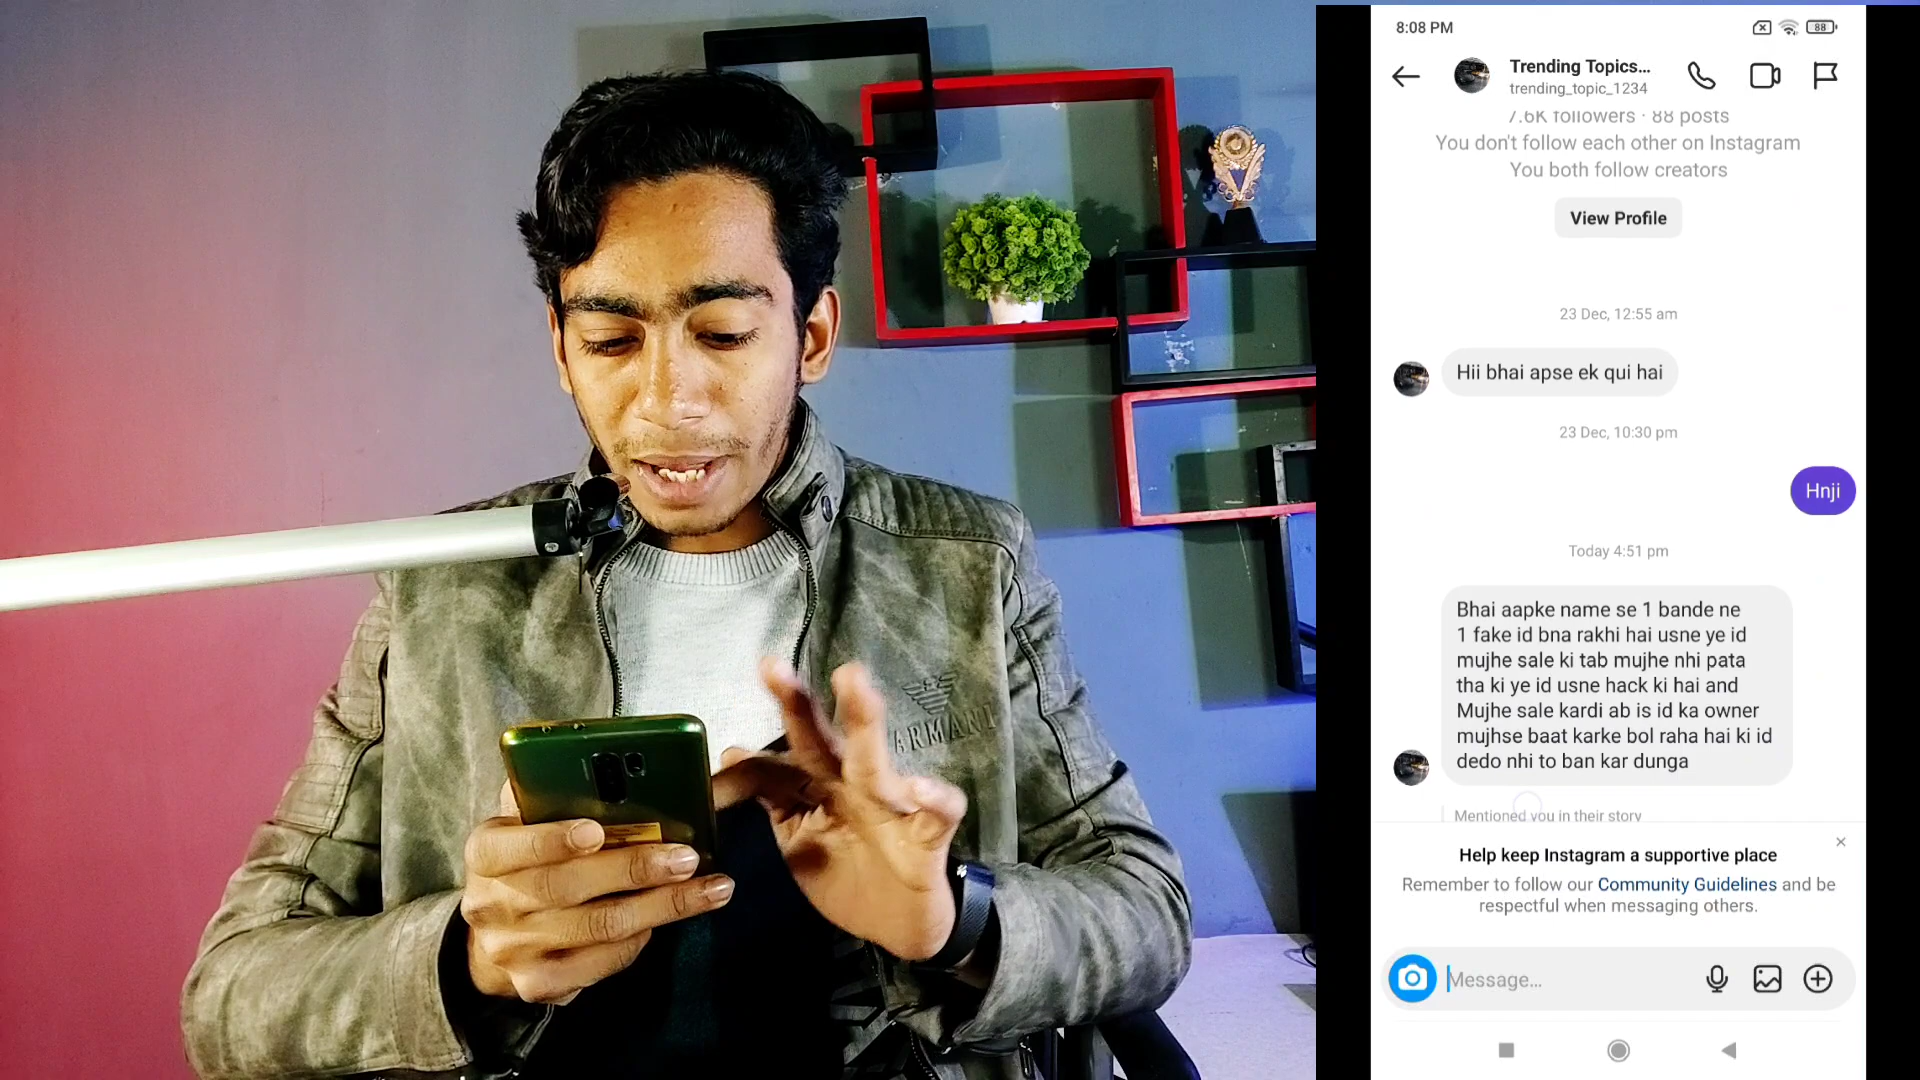 8:08 PM
88
Trending Topics...
trending_topic_1234
7.6K followers · 88 posts
You don't follow each other on Instagram
You both follow creators
View Profile
23 Dec, 12:55 am
Hii bhai apse ek qui hai
23 Dec, 10:30 pm
Hnji
Today 4:51 pm
Bhai aapke name se 1 bande ne
1 fake id bna rakhi hai usne ye id
mujhe sale ki tab mujhe nhi pata
tha ki ye id usne hack ki hai and
Mujhe sale kardi ab is id ka owner
mujhse baat karke bol raha hai ki id
dedo nhi to ban kar dunga
Mentioned you in their story
Help keep Instagram a supportive place
Remember to follow our Community Guidelines and be
respectful when messaging others.
Message...
ARMANI